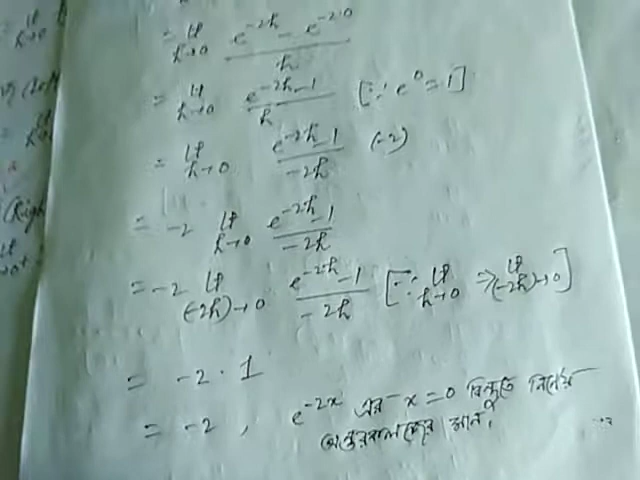 = Lt h→0 e^{-2h} - e^{-2·0} / h
= Lt h→0 e^{-2h} - 1 / h [∵ e^0 = 1]
= Lt h→0 e^{-2h} - 1 / -2h (-2)
= -2 Lt h→0 e^{-2h} - 1 / -2h
= -2 Lt (-2h)→0 e^{-2h} - 1 / -2h [∵ Lt h→0 ⇒ Lt (-2h)→0]
= -2 · 1
= -2 , e^{-2x} এর x = 0 বিন্দুতে নির্ণেয়
অন্তরকলজের মান।